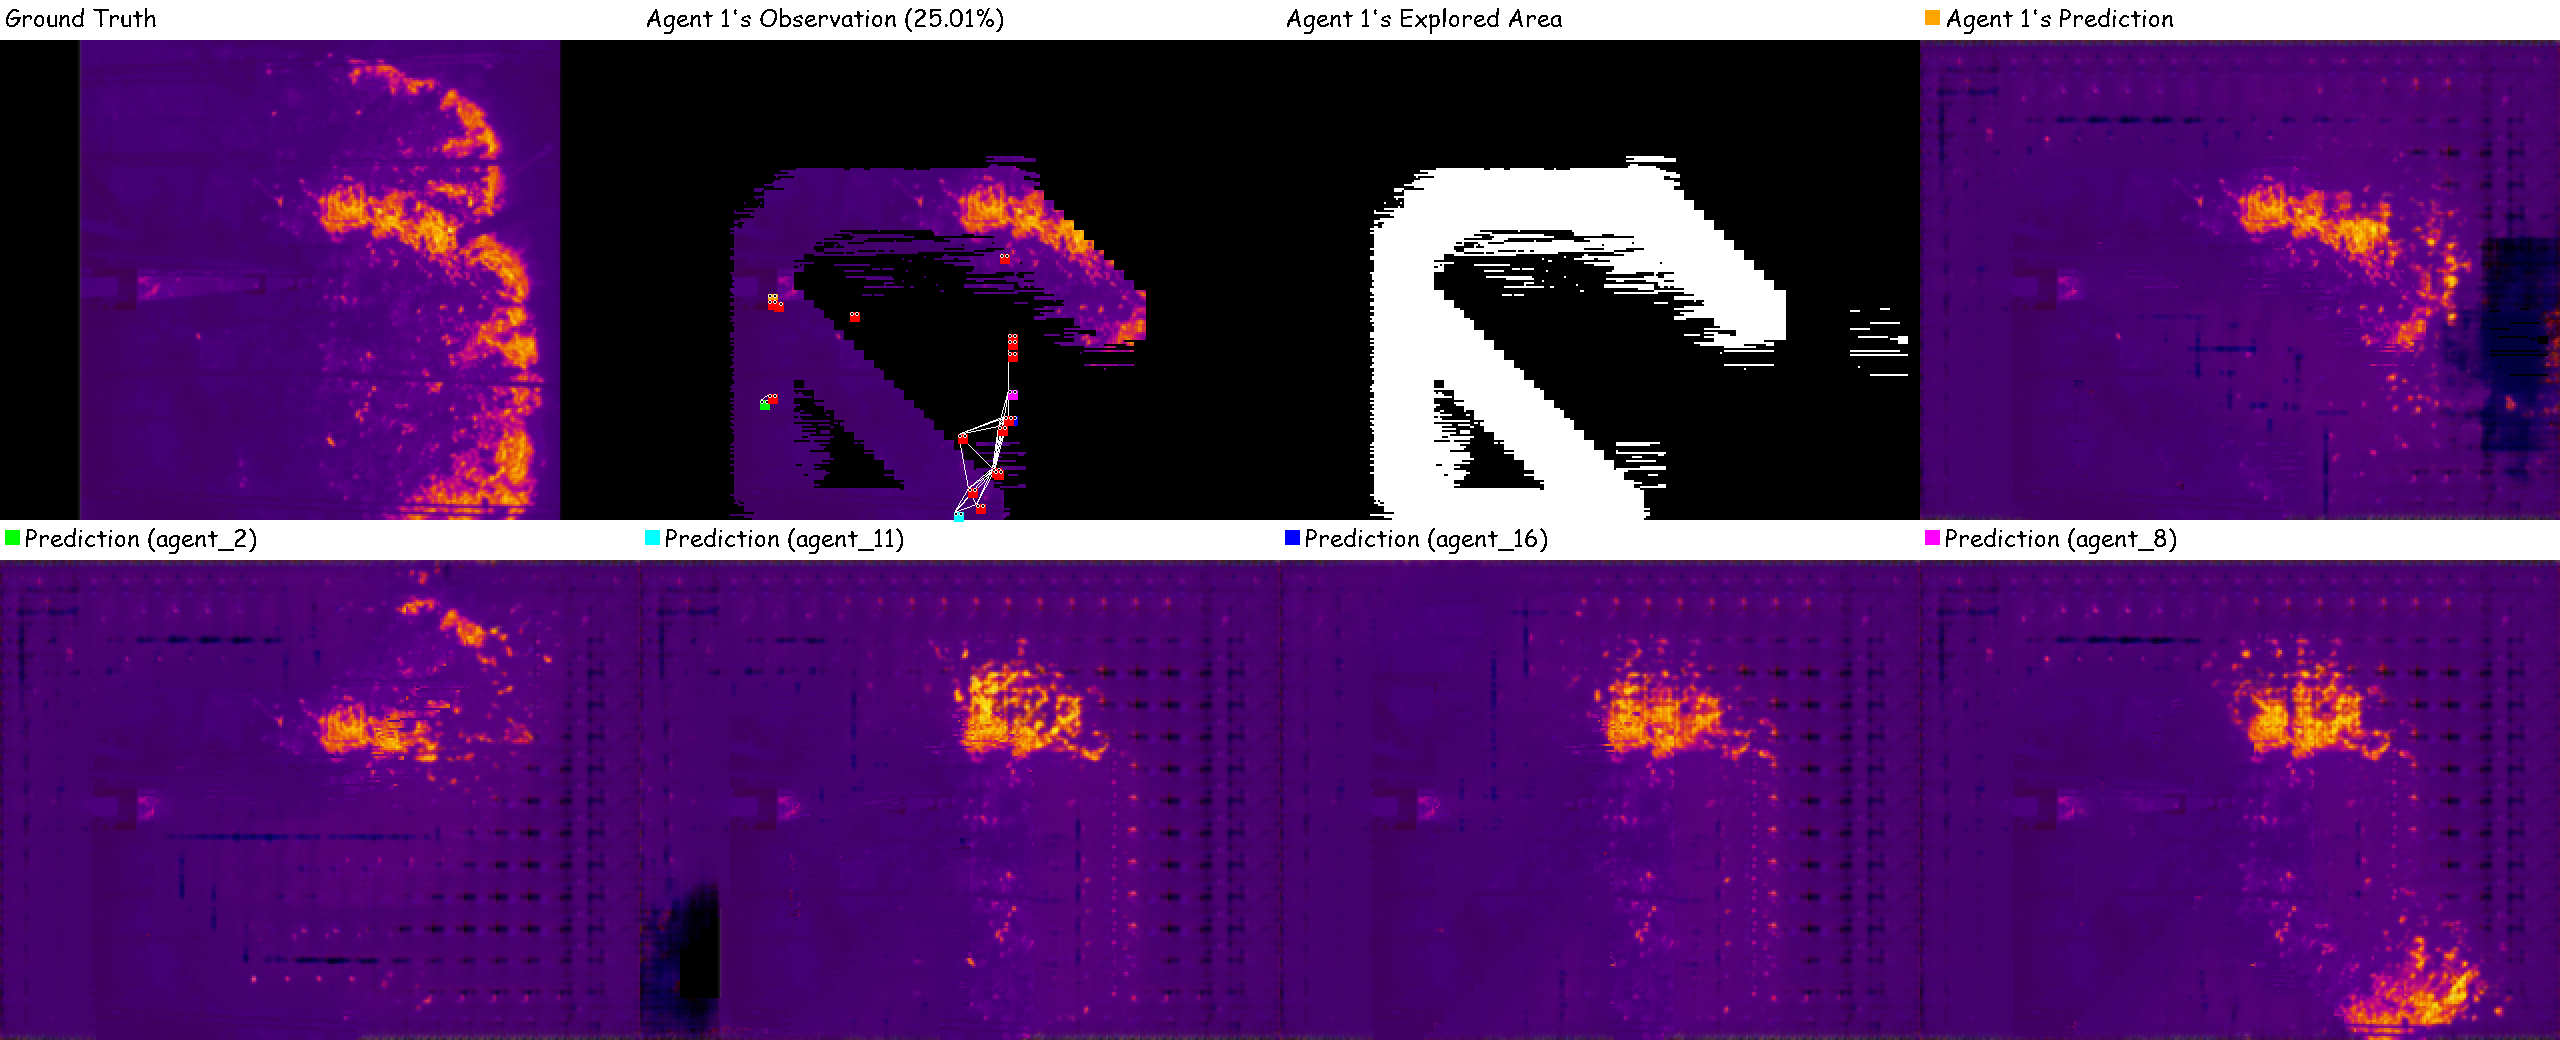 Ground Truth
Agent 1's Observation (25.01%)
Agent 1's Explored Area
Agent 1's Prediction
Prediction (agent_2)
Prediction (agent_11)
Prediction (agent_16)
Prediction (agent_8)